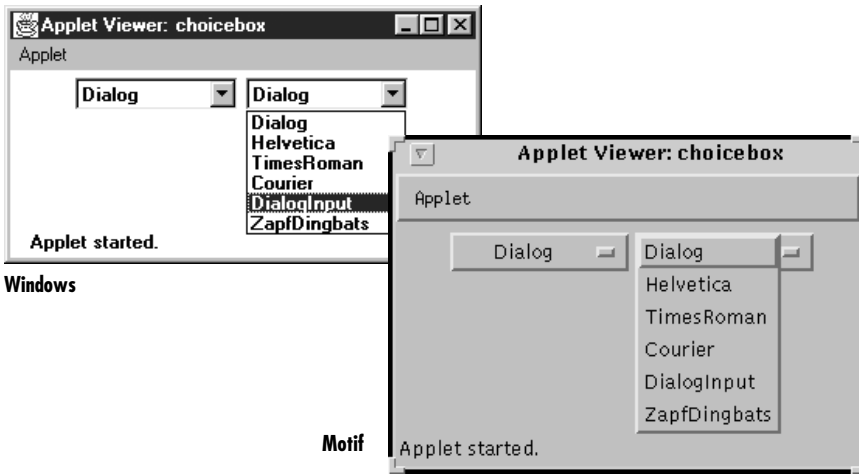 Applet Viewer: choicebox
Applet
Dialog Dialog
Dialog
Helvetica
TimesRoman
Courier
DialogInput
ZapfDingbats
Applet started.
Windows
Applet Viewer: choicebox
Applet
Dialog Dialog
Helvetica
TimesRoman
Courier
DialogInput
ZapfDingbats
Applet started.
Motif